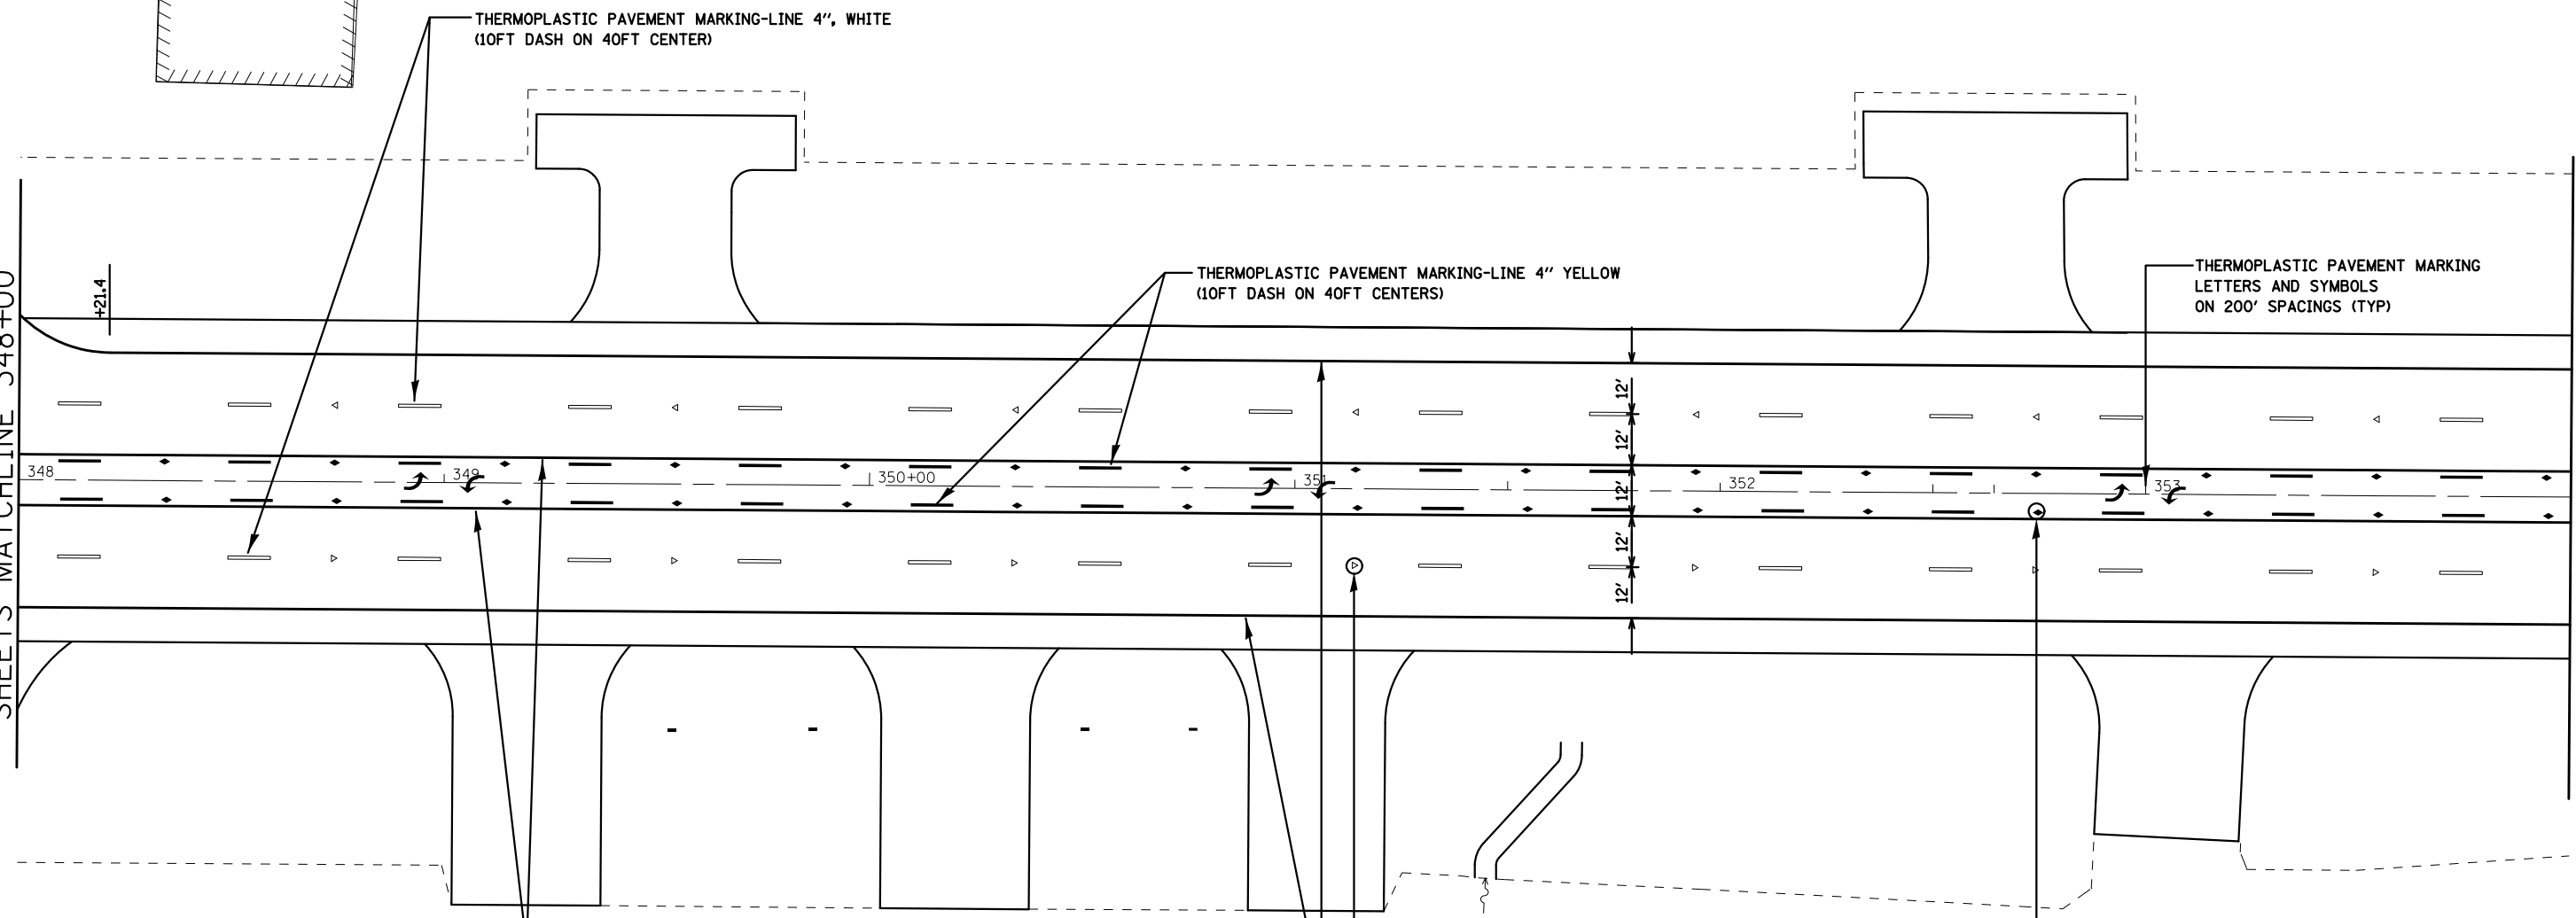 THERMOPLASTIC PAVEMENT MARKING-LINE 4", WHITE
(10FT DASH ON 40FT CENTER)
THERMOPLASTIC PAVEMENT MARKING-LINE 4" YELLOW
(10FT DASH ON 40FT CENTERS)
THERMOPLASTIC PAVEMENT MARKING
LETTERS AND SYMBOLS
ON 200' SPACINGS (TYP)
+21.4
SHEETS MATCHLINE 348+00
12'
12'
12'
12'
12'
348
349
350+00
351
352
353